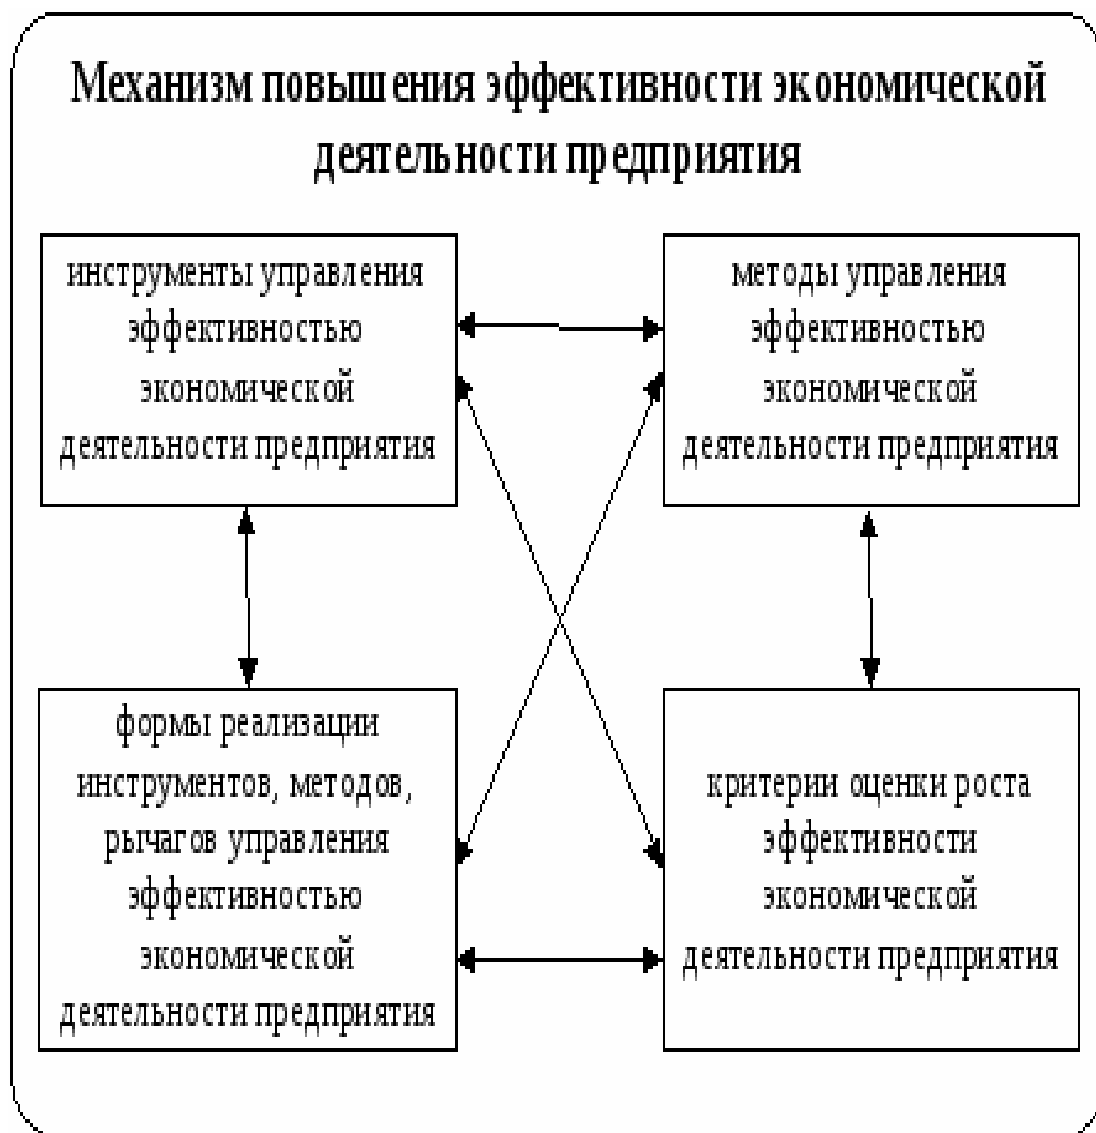 Механизм повышения эффективности экономической
деятельности предприятия
инструменты управления
эффективностью
экономической
деятельности предприятия
методы управления
эффективностью
экономической
деятельности предприятия
формы реализации
инструментов, методов,
рычагов управления
эффективностью
экономической
деятельности предприятия
критерии оценки роста
эффективности
экономической
деятельности предприятия